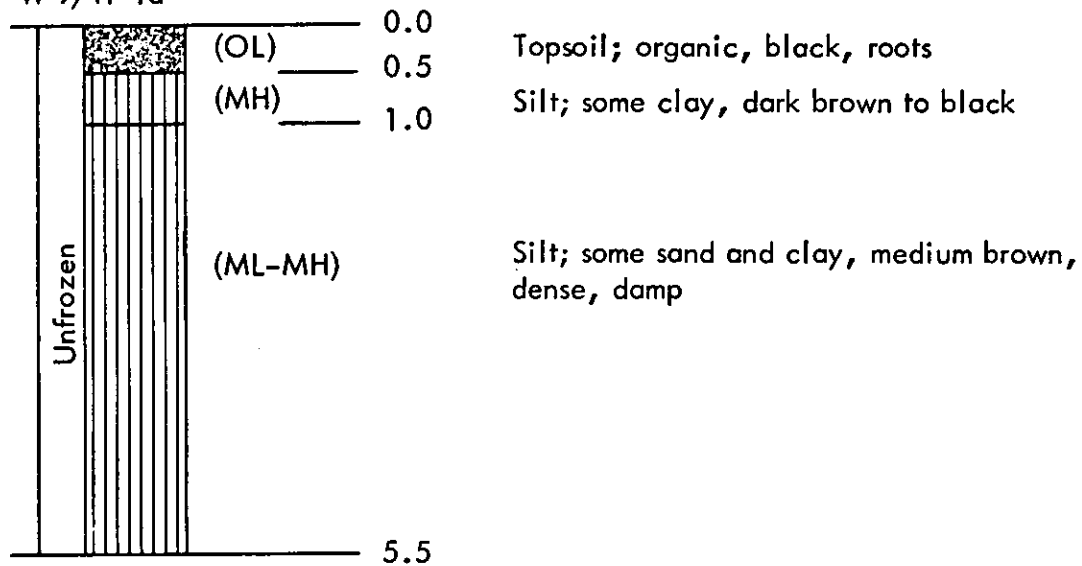 0.0
(OL) Topsoil; organic, black, roots
0.5
(MH) Silt; some clay, dark brown to black
1.0
Unfrozen
(ML-MH) Silt; some sand and clay, medium brown,
dense, damp
5.5